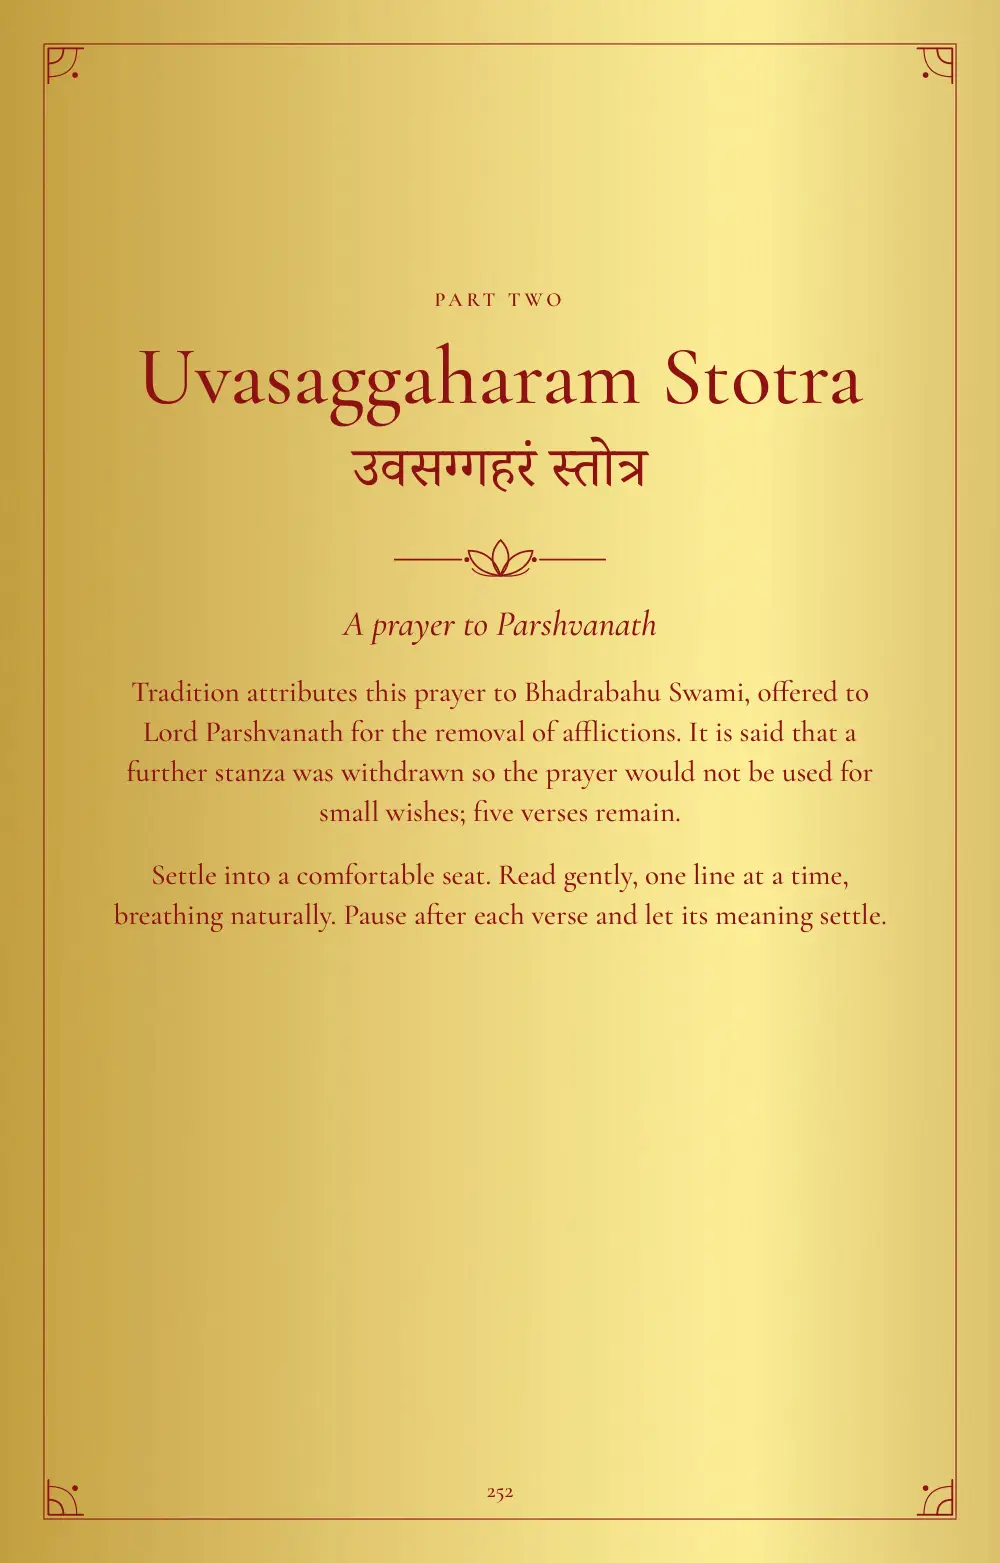 PART TWO
Uvasaggaharam Stotra
उवसग्गहरं स्तोत्र
A prayer to Parshvanath
Tradition attributes this prayer to Bhadrabahu Swami, offered to
Lord Parshvanath for the removal of afflictions. It is said that a
further stanza was withdrawn so the prayer would not be used for
small wishes; five verses remain.
Settle into a comfortable seat. Read gently, one line at a time,
breathing naturally. Pause after each verse and let its meaning settle.
252